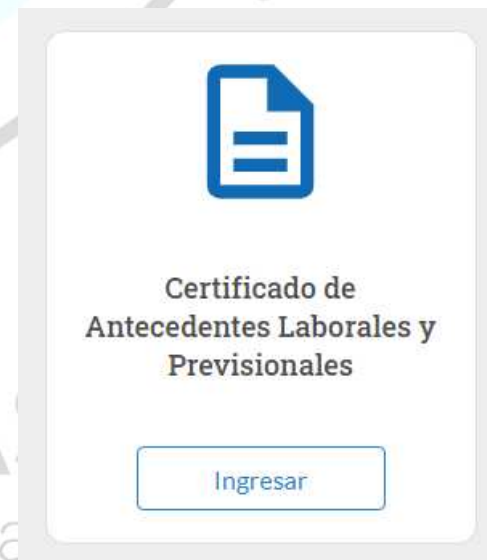 Certificado de
Antecedentes Laborales y
Previsionales
Ingresar